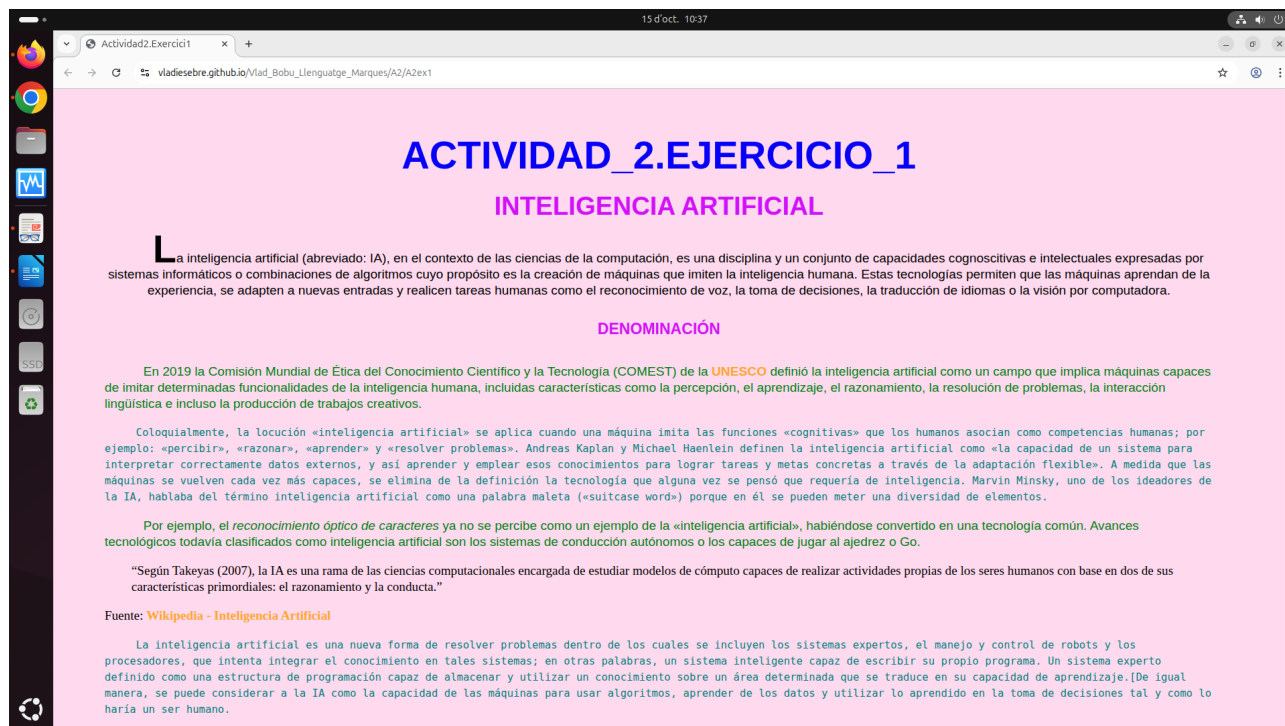 15 d'oct. 10:37
Actividad2.Exercici1
vladiesebre.github.io/Vlad_Bobu_Llenguatge_Marques/A2/A2ex1
ACTIVIDAD_2.EJERCICIO_1
INTELIGENCIA ARTIFICIAL
La inteligencia artificial (abreviado: IA), en el contexto de las ciencias de la computación, es una disciplina y un conjunto de capacidades cognoscitivas e intelectuales expresadas por
sistemas informáticos o combinaciones de algoritmos cuyo propósito es la creación de máquinas que imiten la inteligencia humana. Estas tecnologías permiten que las máquinas aprendan de la
experiencia, se adapten a nuevas entradas y realicen tareas humanas como el reconocimiento de voz, la toma de decisiones, la traducción de idiomas o la visión por computadora.
DENOMINACIÓN
En 2019 la Comisión Mundial de Ética del Conocimiento Científico y la Tecnología (COMEST) de la UNESCO definió la inteligencia artificial como un campo que implica máquinas capaces
de imitar determinadas funcionalidades de la inteligencia humana, incluidas características como la percepción, el aprendizaje, el razonamiento, la resolución de problemas, la interacción
lingüística e incluso la producción de trabajos creativos.
Coloquialmente, la locución «inteligencia artificial» se aplica cuando una máquina imita las funciones «cognitivas» que los humanos asocian como competencias humanas; por
ejemplo: «percibir», «razonar», «aprender» y «resolver problemas». Andreas Kaplan y Michael Haenlein definen la inteligencia artificial como «la capacidad de un sistema para
interpretar correctamente datos externos, y así aprender y emplear esos conocimientos para lograr tareas y metas concretas a través de la adaptación flexible». A medida que las
máquinas se vuelven cada vez más capaces, se elimina de la definición la tecnología que alguna vez se pensó que requería de inteligencia. Marvin Minsky, uno de los ideadores de
la IA, hablaba del término inteligencia artificial como una palabra maleta («suitcase word») porque en él se pueden meter una diversidad de elementos.
Por ejemplo, el reconocimiento óptico de caracteres ya no se percibe como un ejemplo de la «inteligencia artificial», habiéndose convertido en una tecnología común. Avances
tecnológicos todavía clasificados como inteligencia artificial son los sistemas de conducción autónomos o los capaces de jugar al ajedrez o Go.
“Según Takeyas (2007), la IA es una rama de las ciencias computacionales encargada de estudiar modelos de cómputo capaces de realizar actividades propias de los seres humanos con base en dos de sus
características primordiales: el razonamiento y la conducta.”
Fuente: Wikipedia - Inteligencia Artificial
La inteligencia artificial es una nueva forma de resolver problemas dentro de los cuales se incluyen los sistemas expertos, el manejo y control de robots y los
procesadores, que intenta integrar el conocimiento en tales sistemas; en otras palabras, un sistema inteligente capaz de escribir su propio programa. Un sistema experto
definido como una estructura de programación capaz de almacenar y utilizar un conocimiento sobre un área determinada que se traduce en su capacidad de aprendizaje.[De igual
manera, se puede considerar a la IA como la capacidad de las máquinas para usar algoritmos, aprender de los datos y utilizar lo aprendido en la toma de decisiones tal y como lo
haría un ser humano.
SSD